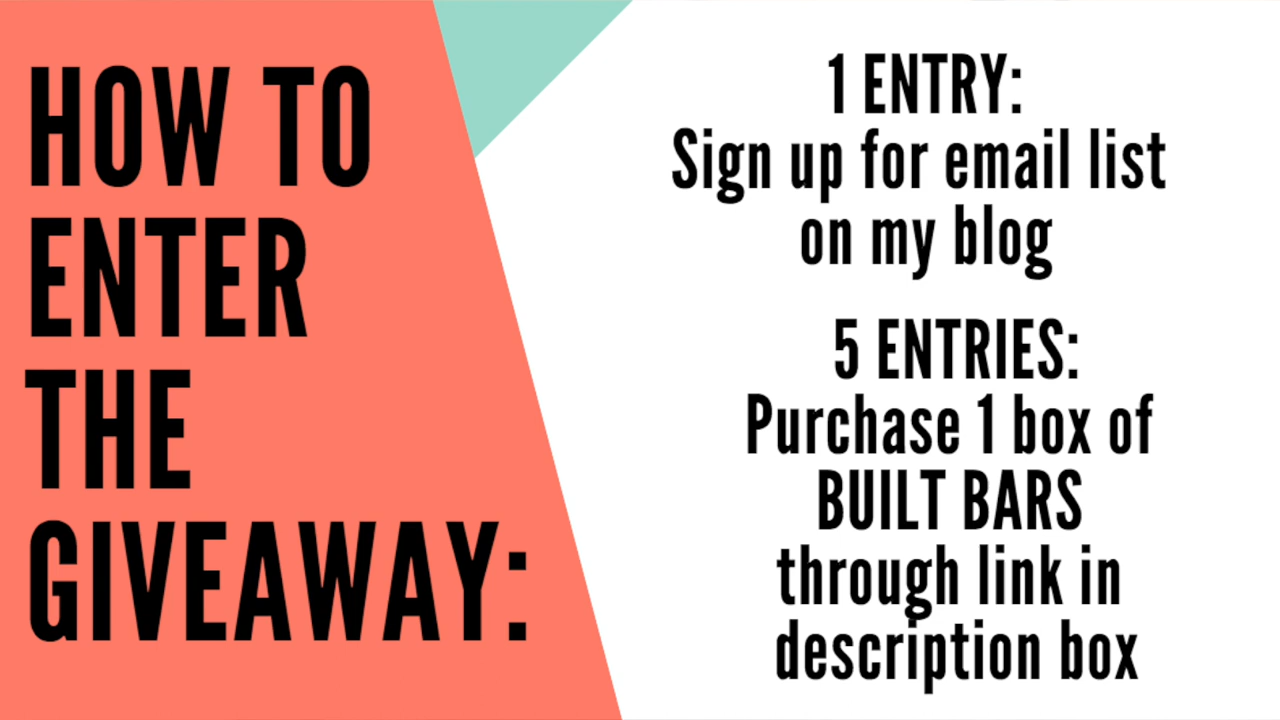 HOW TO
ENTER
THE
GIVEAWAY:
1 ENTRY:
Sign up for email list
on my blog
5 ENTRIES:
Purchase 1 box of
BUILT BARS
through link in
description box